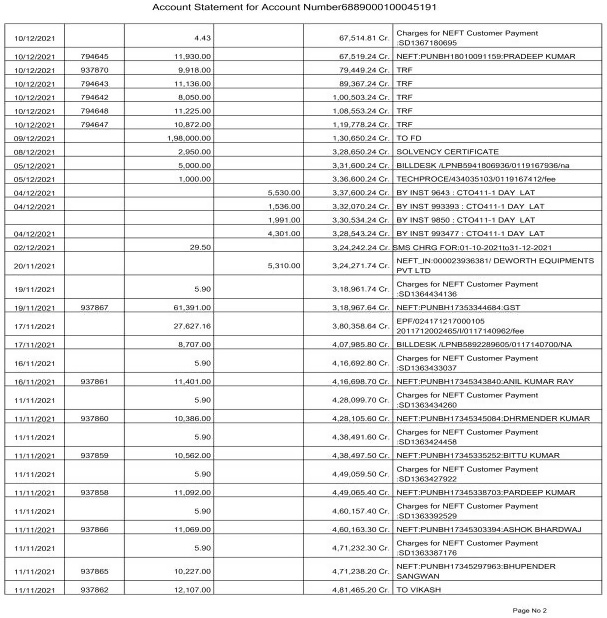 Account Statement for Account Number6889000100045191
10/12/2021 4.43 67,514.81 Cr. Charges for NEFT Customer Payment
:SD1367180695
10/12/2021 794645 11,930.00 67,519.24 Cr. NEFT:PUNBH18010091159:PRADEEP KUMAR
10/12/2021 937870 9,918.00 79,449.24 Cr. TRF
10/12/2021 794643 11,136.00 89,367.24 Cr. TRF
10/12/2021 794642 8,050.00 1,00,503.24 Cr. TRF
10/12/2021 794648 11,225.00 1,08,553.24 Cr. TRF
10/12/2021 794647 10,872.00 1,19,778.24 Cr. TRF
09/12/2021 1,98,000.00 1,30,650.24 Cr. TO FD
08/12/2021 2,950.00 3,28,650.24 Cr. SOLVENCY CERTIFICATE
05/12/2021 5,000.00 3,31,600.24 Cr. BILLDESK /LPNB5941806936/0119167936/na
05/12/2021 1,000.00 3,36,600.24 Cr. TECHPROCE/434035103/0119167412/fee
04/12/2021 5,530.00 3,37,600.24 Cr. BY INST 9643 : CTO411-1 DAY LAT
04/12/2021 1,536.00 3,32,070.24 Cr. BY INST 993393 : CTO411-1 DAY LAT
1,991.00 3,30,534.24 Cr. BY INST 9850 : CTO411-1 DAY LAT
04/12/2021 4,301.00 3,28,543.24 Cr. BY INST 993477 : CTO411-1 DAY LAT
02/12/2021 29.50 3,24,242.24 Cr. SMS CHRG FOR:01-10-2021to31-12-2021
20/11/2021 5,310.00 3,24,271.74 Cr. NEFT_IN:000023936381/ DEWORTH EQUIPMENTS
PVT LTD
19/11/2021 5.90 3,18,961.74 Cr. Charges for NEFT Customer Payment
:SD1364434136
19/11/2021 937867 61,391.00 3,18,967.64 Cr. NEFT:PUNBH17353344684:GST
17/11/2021 27,627.16 3,80,358.64 Cr. EPF/024171217000105
2011712002465/I/0117140962/fee
17/11/2021 8,707.00 4,07,985.80 Cr. BILLDESK /LPNB5892289605/0117140700/NA
16/11/2021 5.90 4,16,692.80 Cr. Charges for NEFT Customer Payment
:SD1363433037
16/11/2021 937861 11,401.00 4,16,698.70 Cr. NEFT:PUNBH17345343840:ANIL KUMAR RAY
11/11/2021 5.90 4,28,099.70 Cr. Charges for NEFT Customer Payment
:SD1363434260
11/11/2021 937860 10,386.00 4,28,105.60 Cr. NEFT:PUNBH17345345084:DHRMENDER KUMAR
11/11/2021 5.90 4,38,491.60 Cr. Charges for NEFT Customer Payment
:SD1363424458
11/11/2021 937859 10,562.00 4,38,497.50 Cr. NEFT:PUNBH17345335252:BITTU KUMAR
11/11/2021 5.90 4,49,059.50 Cr. Charges for NEFT Customer Payment
:SD1363427922
11/11/2021 937858 11,092.00 4,49,065.40 Cr. NEFT:PUNBH17345338703:PARDEEP KUMAR
11/11/2021 5.90 4,60,157.40 Cr. Charges for NEFT Customer Payment
:SD1363392529
11/11/2021 937866 11,069.00 4,60,163.30 Cr. NEFT:PUNBH17345303394:ASHOK BHARDWAJ
11/11/2021 5.90 4,71,232.30 Cr. Charges for NEFT Customer Payment
:SD1363387176
11/11/2021 937865 10,227.00 4,71,238.20 Cr. NEFT:PUNBH17345297963:BHUPENDER
SANGWAN
11/11/2021 937862 12,107.00 4,81,465.20 Cr. TO VIKASH
Page No 2